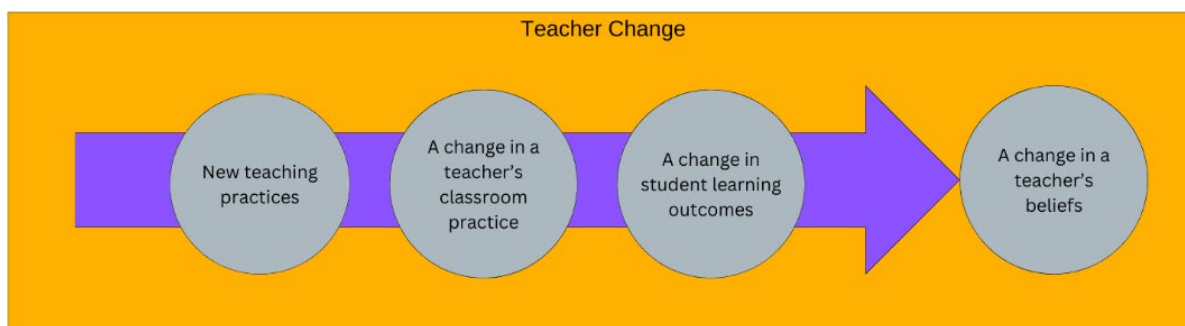 Teacher Change
New teaching
practices
A change in a
teacher's
classroom
practice
A change in
student learning
outcomes
A change in a
teacher's
beliefs